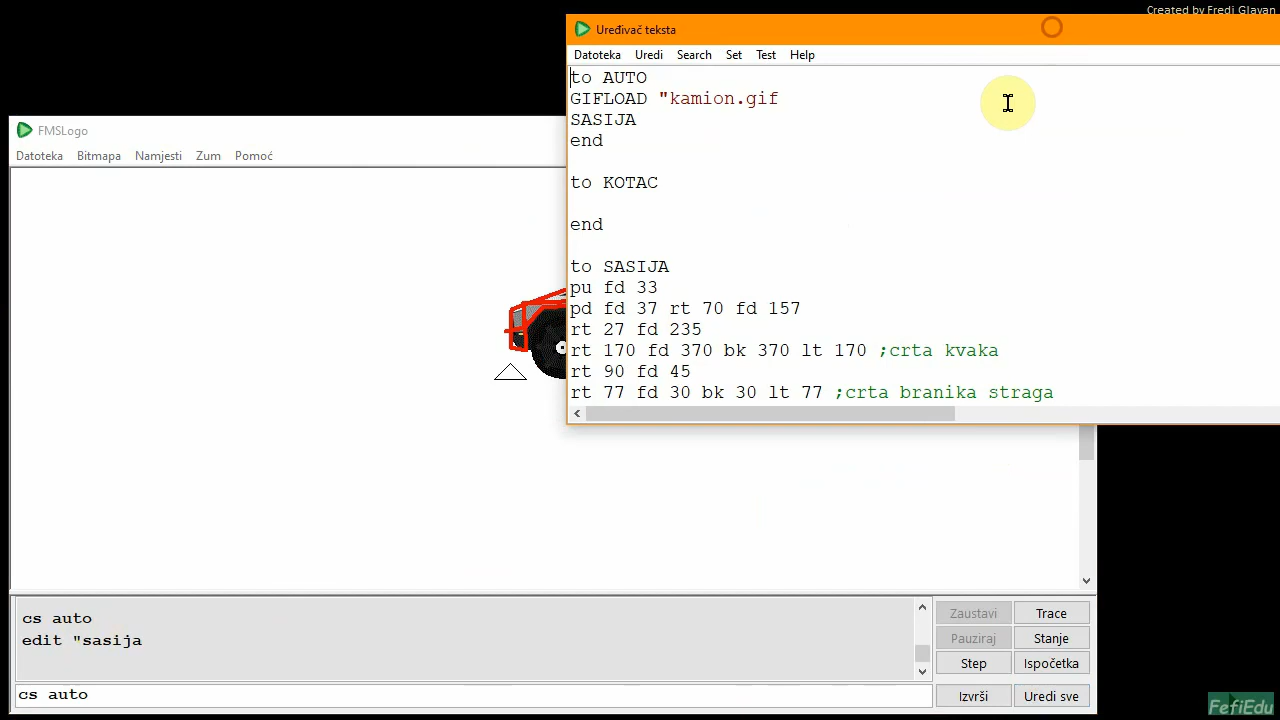 Created by Fredi Glavan
Uređivač teksta
Datoteka Uredi Search Set Test Help
to AUTO
GIFLOAD "kamion.gif
SASIJA
end
to KOTAC
end
to SASIJA
pu fd 33
pd fd 37 rt 70 fd 157
rt 27 fd 235
rt 170 fd 370 bk 370 lt 170 ;crta kvaka
rt 90 fd 45
rt 77 fd 30 bk 30 lt 77 ;crta branika straga
FMSLogo
Datoteka Bitmapa Namjesti Zum Pomoć
cs auto
edit "sasija
cs auto
Zaustavi Trace
Pauziraj Stanje
Step Ispočetka
Izvrši Uredi sve
FefiEdu